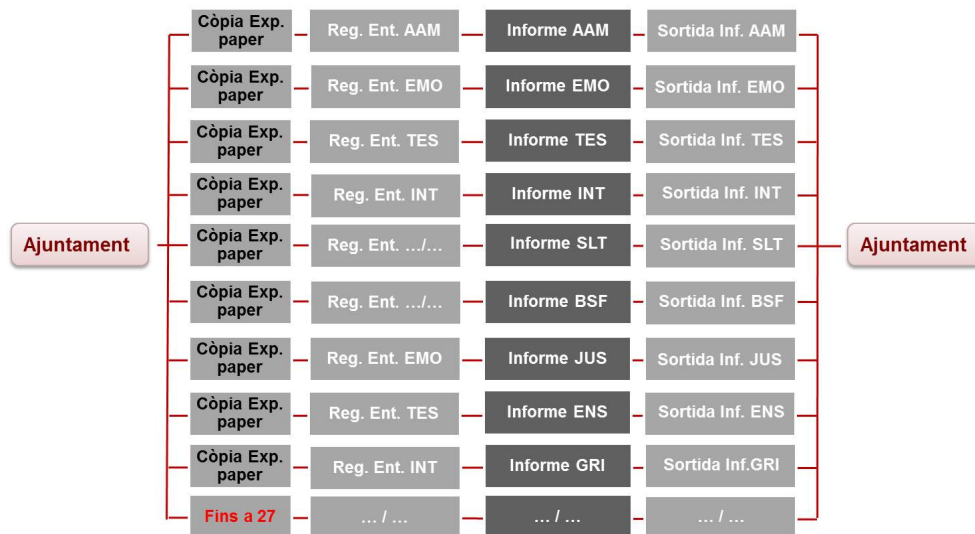 Còpia Exp.
paper
Reg. Ent. AAM
Informe AAM
Sortida Inf. AAM
Còpia Exp.
paper
Reg. Ent. EMO
Informe EMO
Sortida Inf. EMO
Còpia Exp.
paper
Reg. Ent. TES
Informe TES
Sortida Inf. TES
Còpia Exp.
paper
Reg. Ent. INT
Informe INT
Sortida Inf. INT
Ajuntament
Còpia Exp.
paper
Reg. Ent. .../...
Informe SLT
Sortida Inf. SLT
Ajuntament
Còpia Exp.
paper
Reg. Ent. .../...
Informe BSF
Sortida Inf. BSF
Còpia Exp.
paper
Reg. Ent. EMO
Informe JUS
Sortida Inf. JUS
Còpia Exp.
paper
Reg. Ent. TES
Informe ENS
Sortida Inf. ENS
Còpia Exp.
paper
Reg. Ent. INT
Informe GRI
Sortida Inf.GRI
Fins a 27
... / ...
... / ...
... / ...